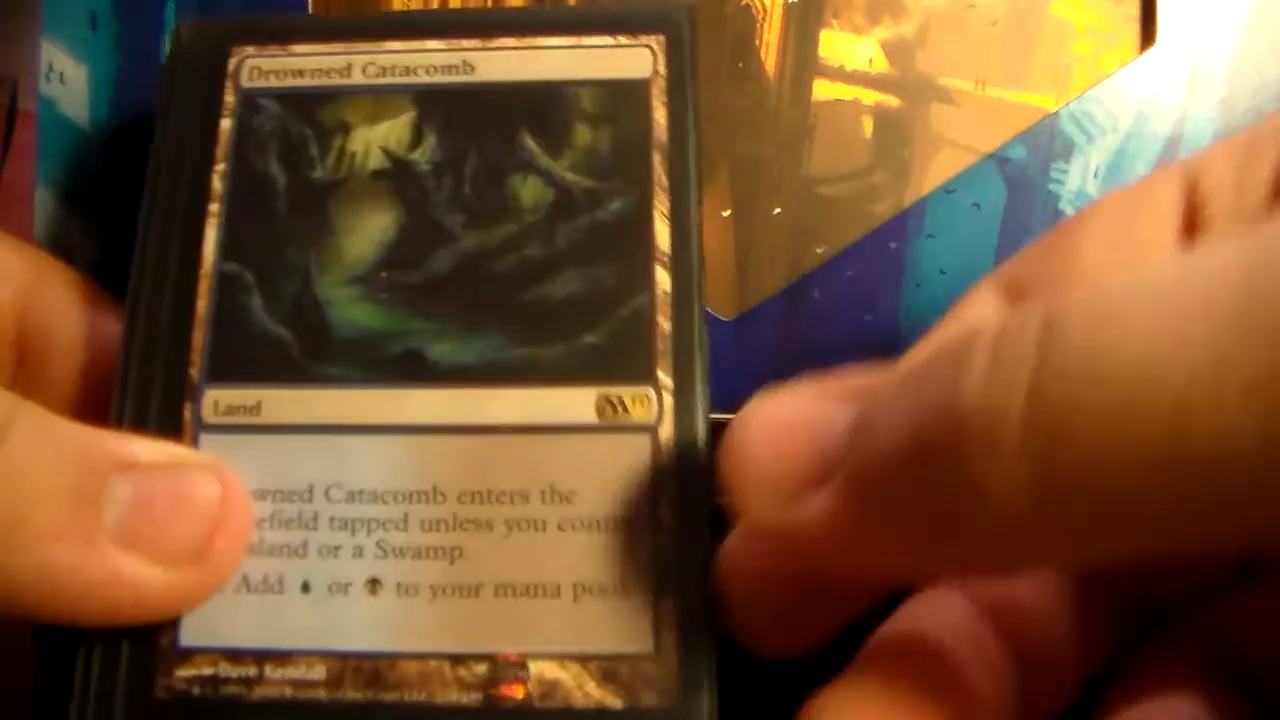 Drowned Catacomb
Land
wned Catacomb enters the
efield tapped unless you con
sland or a Swamp.
Add or to your mana po
Dave Kendall